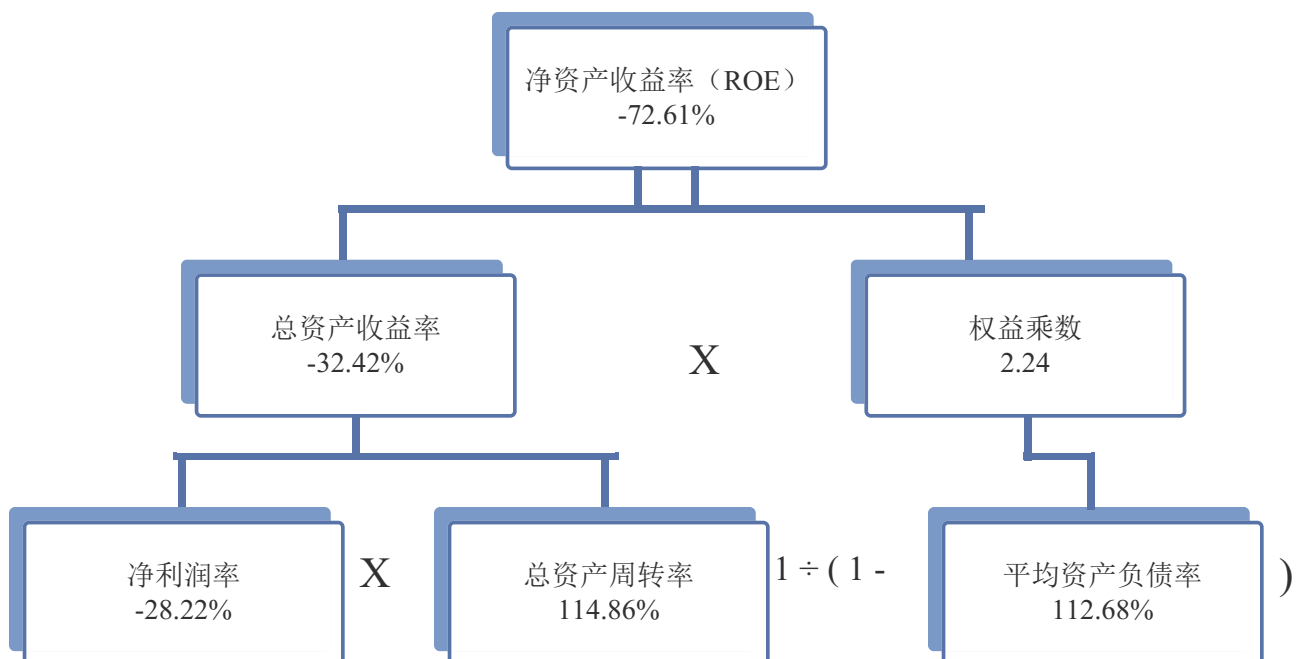 净资产收益率（ROE）
-72.61%
总资产收益率
-32.42%
X
权益乘数
2.24
净利润率
-28.22%
X
总资产周转率
114.86%
1 ÷ ( 1 -
平均资产负债率
112.68%
)